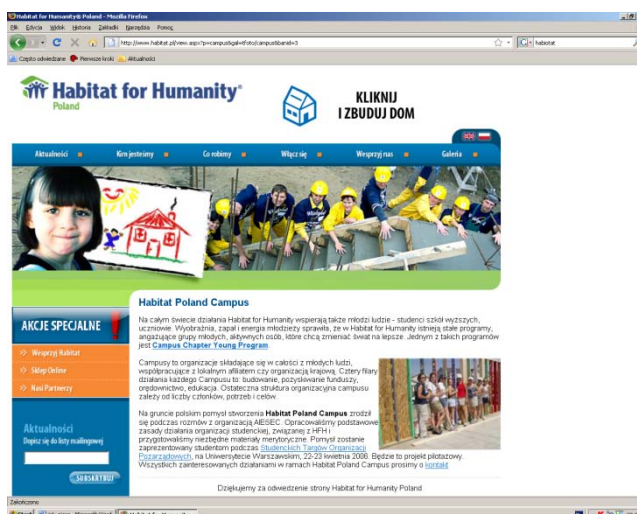 Habitat for Humanity® Poland - Mozilla Firefox
Plik Edycja Widok Historia Zakładki Narzędzia Pomoc
http://www.habitat.pl/view.aspx?p=campus&gal=tfoto/campus&banid=3
Często odwiedzane Pierwsze kroki Aktualności
Habitat for Humanity®
Poland
KLIKNIJ
I ZBUDUJ DOM
Aktualności Kim jesteśmy Co robimy Włącz się Wesprzyj nas Galeria
AKCJE SPECJALNE !
Wesprzyj Habitat
Sklep Online
Nasi Partnerzy
Aktualności
Dopisz się do listy mailingowej
SUBSKRYBUJ
Habitat Poland Campus
Na całym świecie działania Habitat for Humanity wspierają także młodzi ludzie - studenci szkół wyższych,
uczniowie. Wyobraźnia, zapał i energia młodzieży sprawiła, że w Habitat for Humanity istnieją stałe programy,
angażujące grupy młodych, aktywnych osób, które chcą zmieniać świat na lepsze. Jednym z takich programów
jest Campus Chapter Young Program.
Campusy to organizacje składające się w całości z młodych ludzi,
współpracujące z lokalnym afiliatem czy organizacją krajową. Cztery filary
działania każdego Campusu to: budowanie, pozyskiwanie funduszy,
orędownictwo, edukacja. Ostateczna struktura organizacyjna campusu
zależy od liczby członków, potrzeb i celów.
Na gruncie polskim pomysł stworzenia Habitat Poland Campus zrodził
się podczas rozmów z organizacją AIESEC. Opracowaliśmy podstawowe
zasady działania organizacji studenckiej, związanej z HFH i
przygotowaliśmy niezbędne materiały merytoryczne. Pomysł zostanie
zaprezentowany studentom podczas Studenckich Targów Organizacji
Pozarządowych, na Uniwersytecie Warszawskim, 22-23 kwietnia 2006. Będzie to projekt pilotażowy.
Wszystkich zainteresowanych działaniami w ramach Habitat Poland Campus prosimy o kontakt
Dziękujemy za odwiedzenie strony Habitat for Humanity Poland
Zakończono